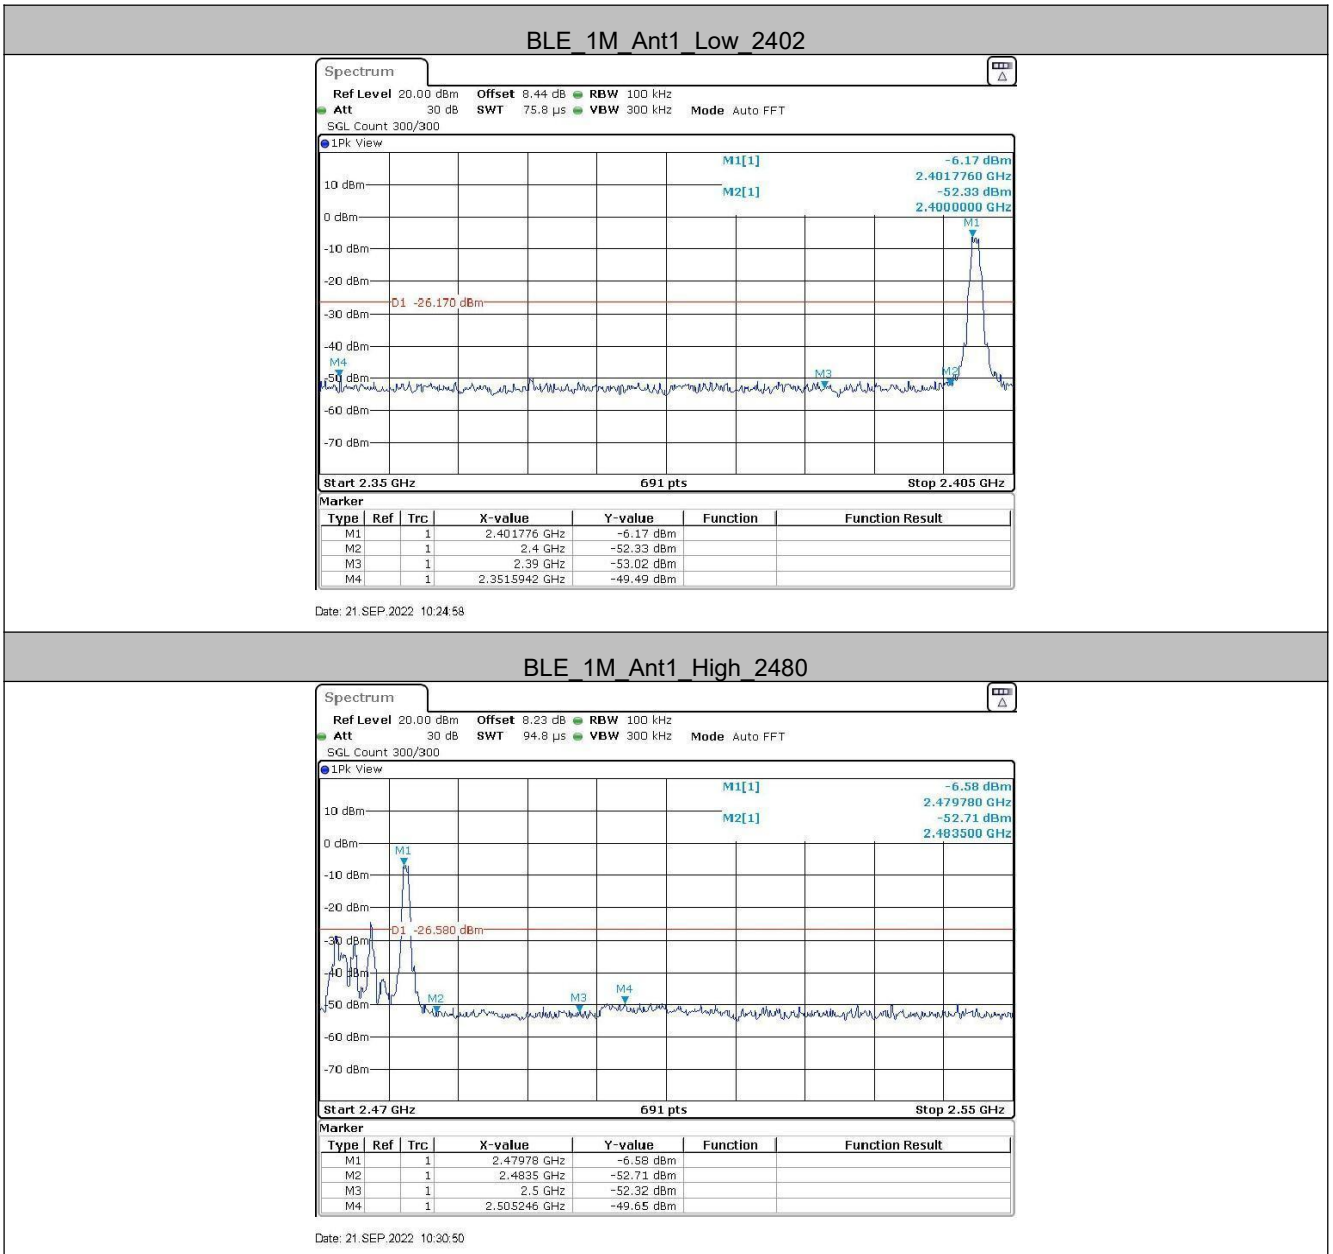 BLE_1M_Ant1_Low_2402
Spectrum
Ref Level 20.00 dBm Offset 8.44 dB RBW 100 kHz
Att 30 dB SWT 75.8 µs VBW 300 kHz Mode Auto FFT
SGL Count 300/300
1Pk View
M1[1] -6.17 dBm
2.4017760 GHz
10 dBm
M2[1] -52.33 dBm
2.4000000 GHz
0 dBm
M1
-10 dBm
-20 dBm
D1 -26.170 dBm
-30 dBm
-40 dBm
M4
M3
M2
-50 dBm
-60 dBm
-70 dBm
Start 2.35 GHz 691 pts Stop 2.405 GHz
Marker
Type Ref Trc X-value Y-value Function Function Result
M1 1 2.401776 GHz -6.17 dBm
M2 1 2.4 GHz -52.33 dBm
M3 1 2.39 GHz -53.02 dBm
M4 1 2.3515942 GHz -49.49 dBm
Date: 21.SEP.2022 10:24:58
BLE_1M_Ant1_High_2480
Spectrum
Ref Level 20.00 dBm Offset 8.23 dB RBW 100 kHz
Att 30 dB SWT 94.8 µs VBW 300 kHz Mode Auto FFT
SGL Count 300/300
1Pk View
M1[1] -6.58 dBm
2.479780 GHz
10 dBm
M2[1] -52.71 dBm
2.483500 GHz
0 dBm
M1
-10 dBm
-20 dBm
D1 -26.580 dBm
-30 dBm
-40 dBm
M4
M2 M3
-50 dBm
-60 dBm
-70 dBm
Start 2.47 GHz 691 pts Stop 2.55 GHz
Marker
Type Ref Trc X-value Y-value Function Function Result
M1 1 2.47978 GHz -6.58 dBm
M2 1 2.4835 GHz -52.71 dBm
M3 1 2.5 GHz -52.32 dBm
M4 1 2.505246 GHz -49.65 dBm
Date: 21.SEP.2022 10:30:50